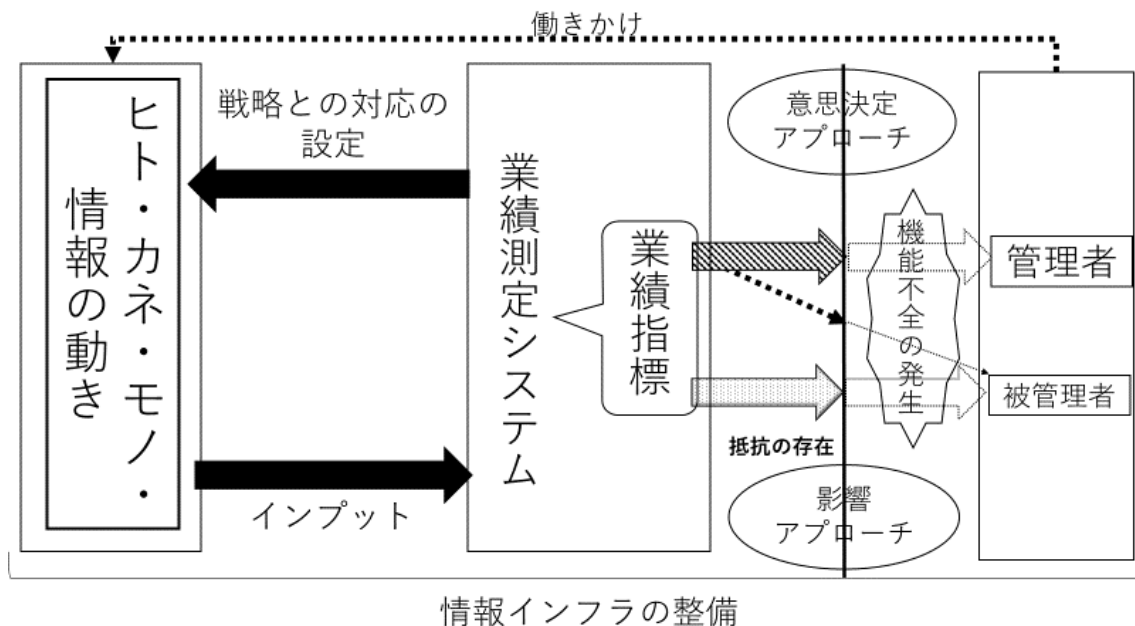 働きかけ
ヒト・カネ・モノ・
情報の動き
戦略との対応の
設定
インプット
業績測定システム
業績指標
意思決定
アプローチ
機能不全の発生
管理者
被管理者
抵抗の存在
影響
アプローチ
情報インフラの整備